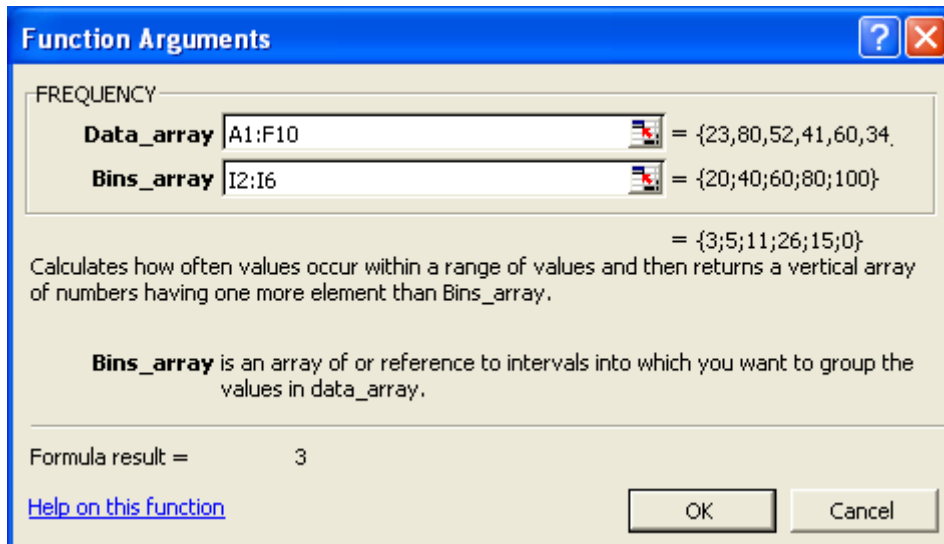 Function Arguments
FREQUENCY
Data_array A1:F10 = {23,80,52,41,60,34,
Bins_array I2:I6 = {20;40;60;80;100}
= {3;5;11;26;15;0}
Calculates how often values occur within a range of values and then returns a vertical array
of numbers having one more element than Bins_array.
Bins_array is an array of or reference to intervals into which you want to group the
values in data_array.
Formula result = 3
Help on this function
OK Cancel